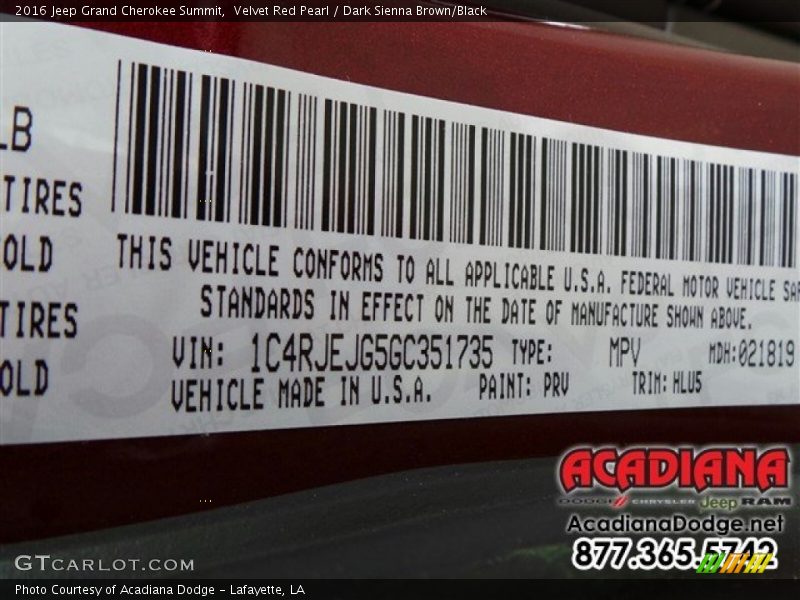 2016 Jeep Grand Cherokee Summit,  Velvet Red Pearl / Dark Sienna Brown/Black
LB
TIRES
OLD
TIRES
OLD
THIS VEHICLE CONFORMS TO ALL APPLICABLE U.S.A. FEDERAL MOTOR VEHICLE SAF
STANDARDS IN EFFECT ON THE DATE OF MANUFACTURE SHOWN ABOVE.
VIN: 1C4RJEJG5GC351735 TYPE: MPV MDH:021819
VEHICLE MADE IN U.S.A. PAINT: PRV TRIM: HLU5
ACADIANA
DODGE CHRYSLER Jeep RAM
AcadianaDodge.net
877.365.5742
GTCARLOT.COM
Photo Courtesy of Acadiana Dodge - Lafayette, LA